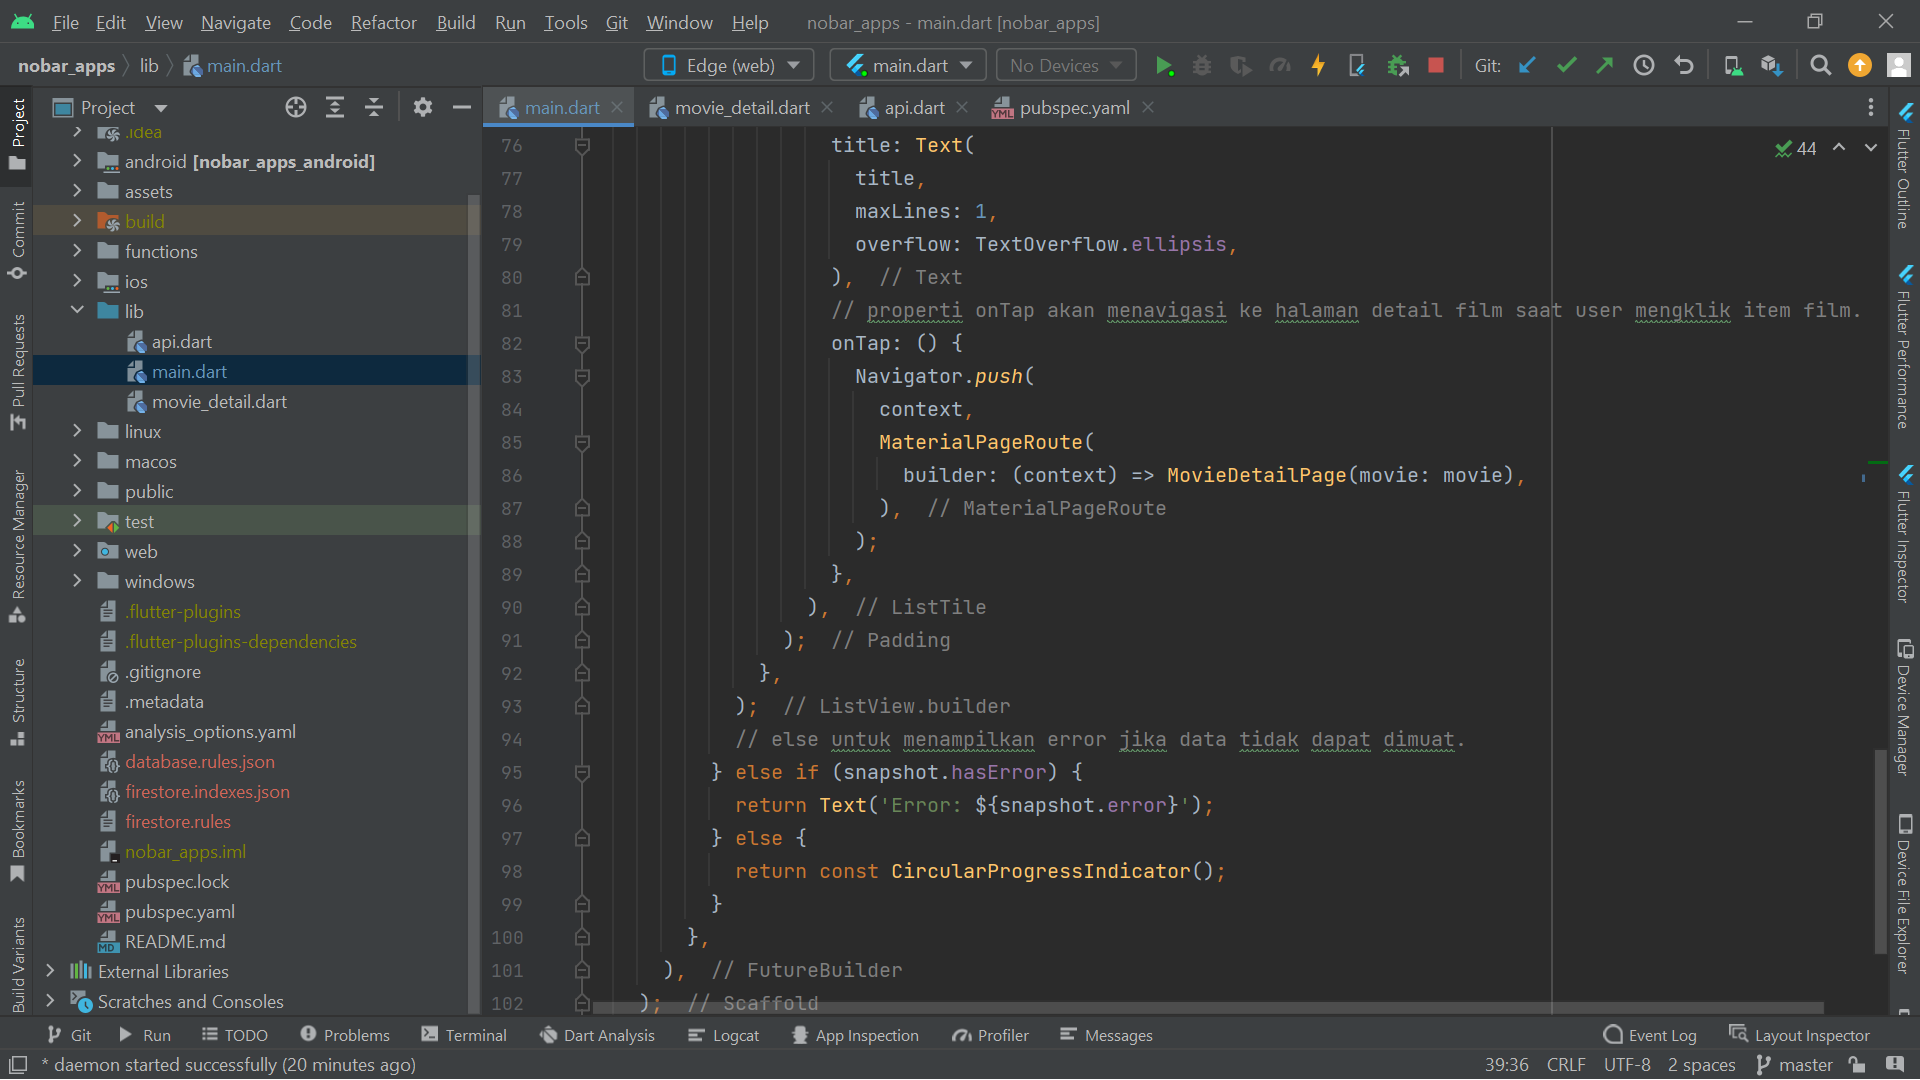 File Edit View Navigate Code Refactor Build Run Tools Git Window Help nobar_apps - main.dart [nobar_apps]
nobar_apps lib main.dart Edge (web) main.dart No Devices Git:
Project
main.dart movie_detail.dart api.dart pubspec.yaml
Project
Commit
Pull Requests
Resource Manager
Structure
Bookmarks
Build Variants
.idea
android [nobar_apps_android]
assets
build
functions
ios
lib
api.dart
main.dart
movie_detail.dart
linux
macos
public
test
web
windows
.flutter-plugins
.flutter-plugins-dependencies
.gitignore
.metadata
analysis_options.yaml
database.rules.json
firestore.indexes.json
firestore.rules
nobar_apps.iml
pubspec.lock
pubspec.yaml
README.md
External Libraries
Scratches and Consoles
44
76 title: Text(
77 title,
78 maxLines: 1,
79 overflow: TextOverflow.ellipsis,
80 ), // Text
81 // properti onTap akan menavigasi ke halaman detail film saat user mengklik item film.
82 onTap: () {
83 Navigator.push(
84 context,
85 MaterialPageRoute(
86 builder: (context) => MovieDetailPage(movie: movie),
87 ), // MaterialPageRoute
88 );
89 },
90 ), // ListTile
91 ); // Padding
92 },
93 ); // ListView.builder
94 // else untuk menampilkan error jika data tidak dapat dimuat.
95 } else if (snapshot.hasError) {
96 return Text('Error: ${snapshot.error}');
97 } else {
98 return const CircularProgressIndicator();
99 }
100 },
101 ), // FutureBuilder
102 ); // Scaffold
Flutter Outline
Flutter Performance
Flutter Inspector
Device Manager
Device File Explorer
Git Run TODO Problems Terminal Dart Analysis Logcat App Inspection Profiler Messages Event Log Layout Inspector
* daemon started successfully (20 minutes ago) 39:36 CRLF UTF-8 2 spaces master